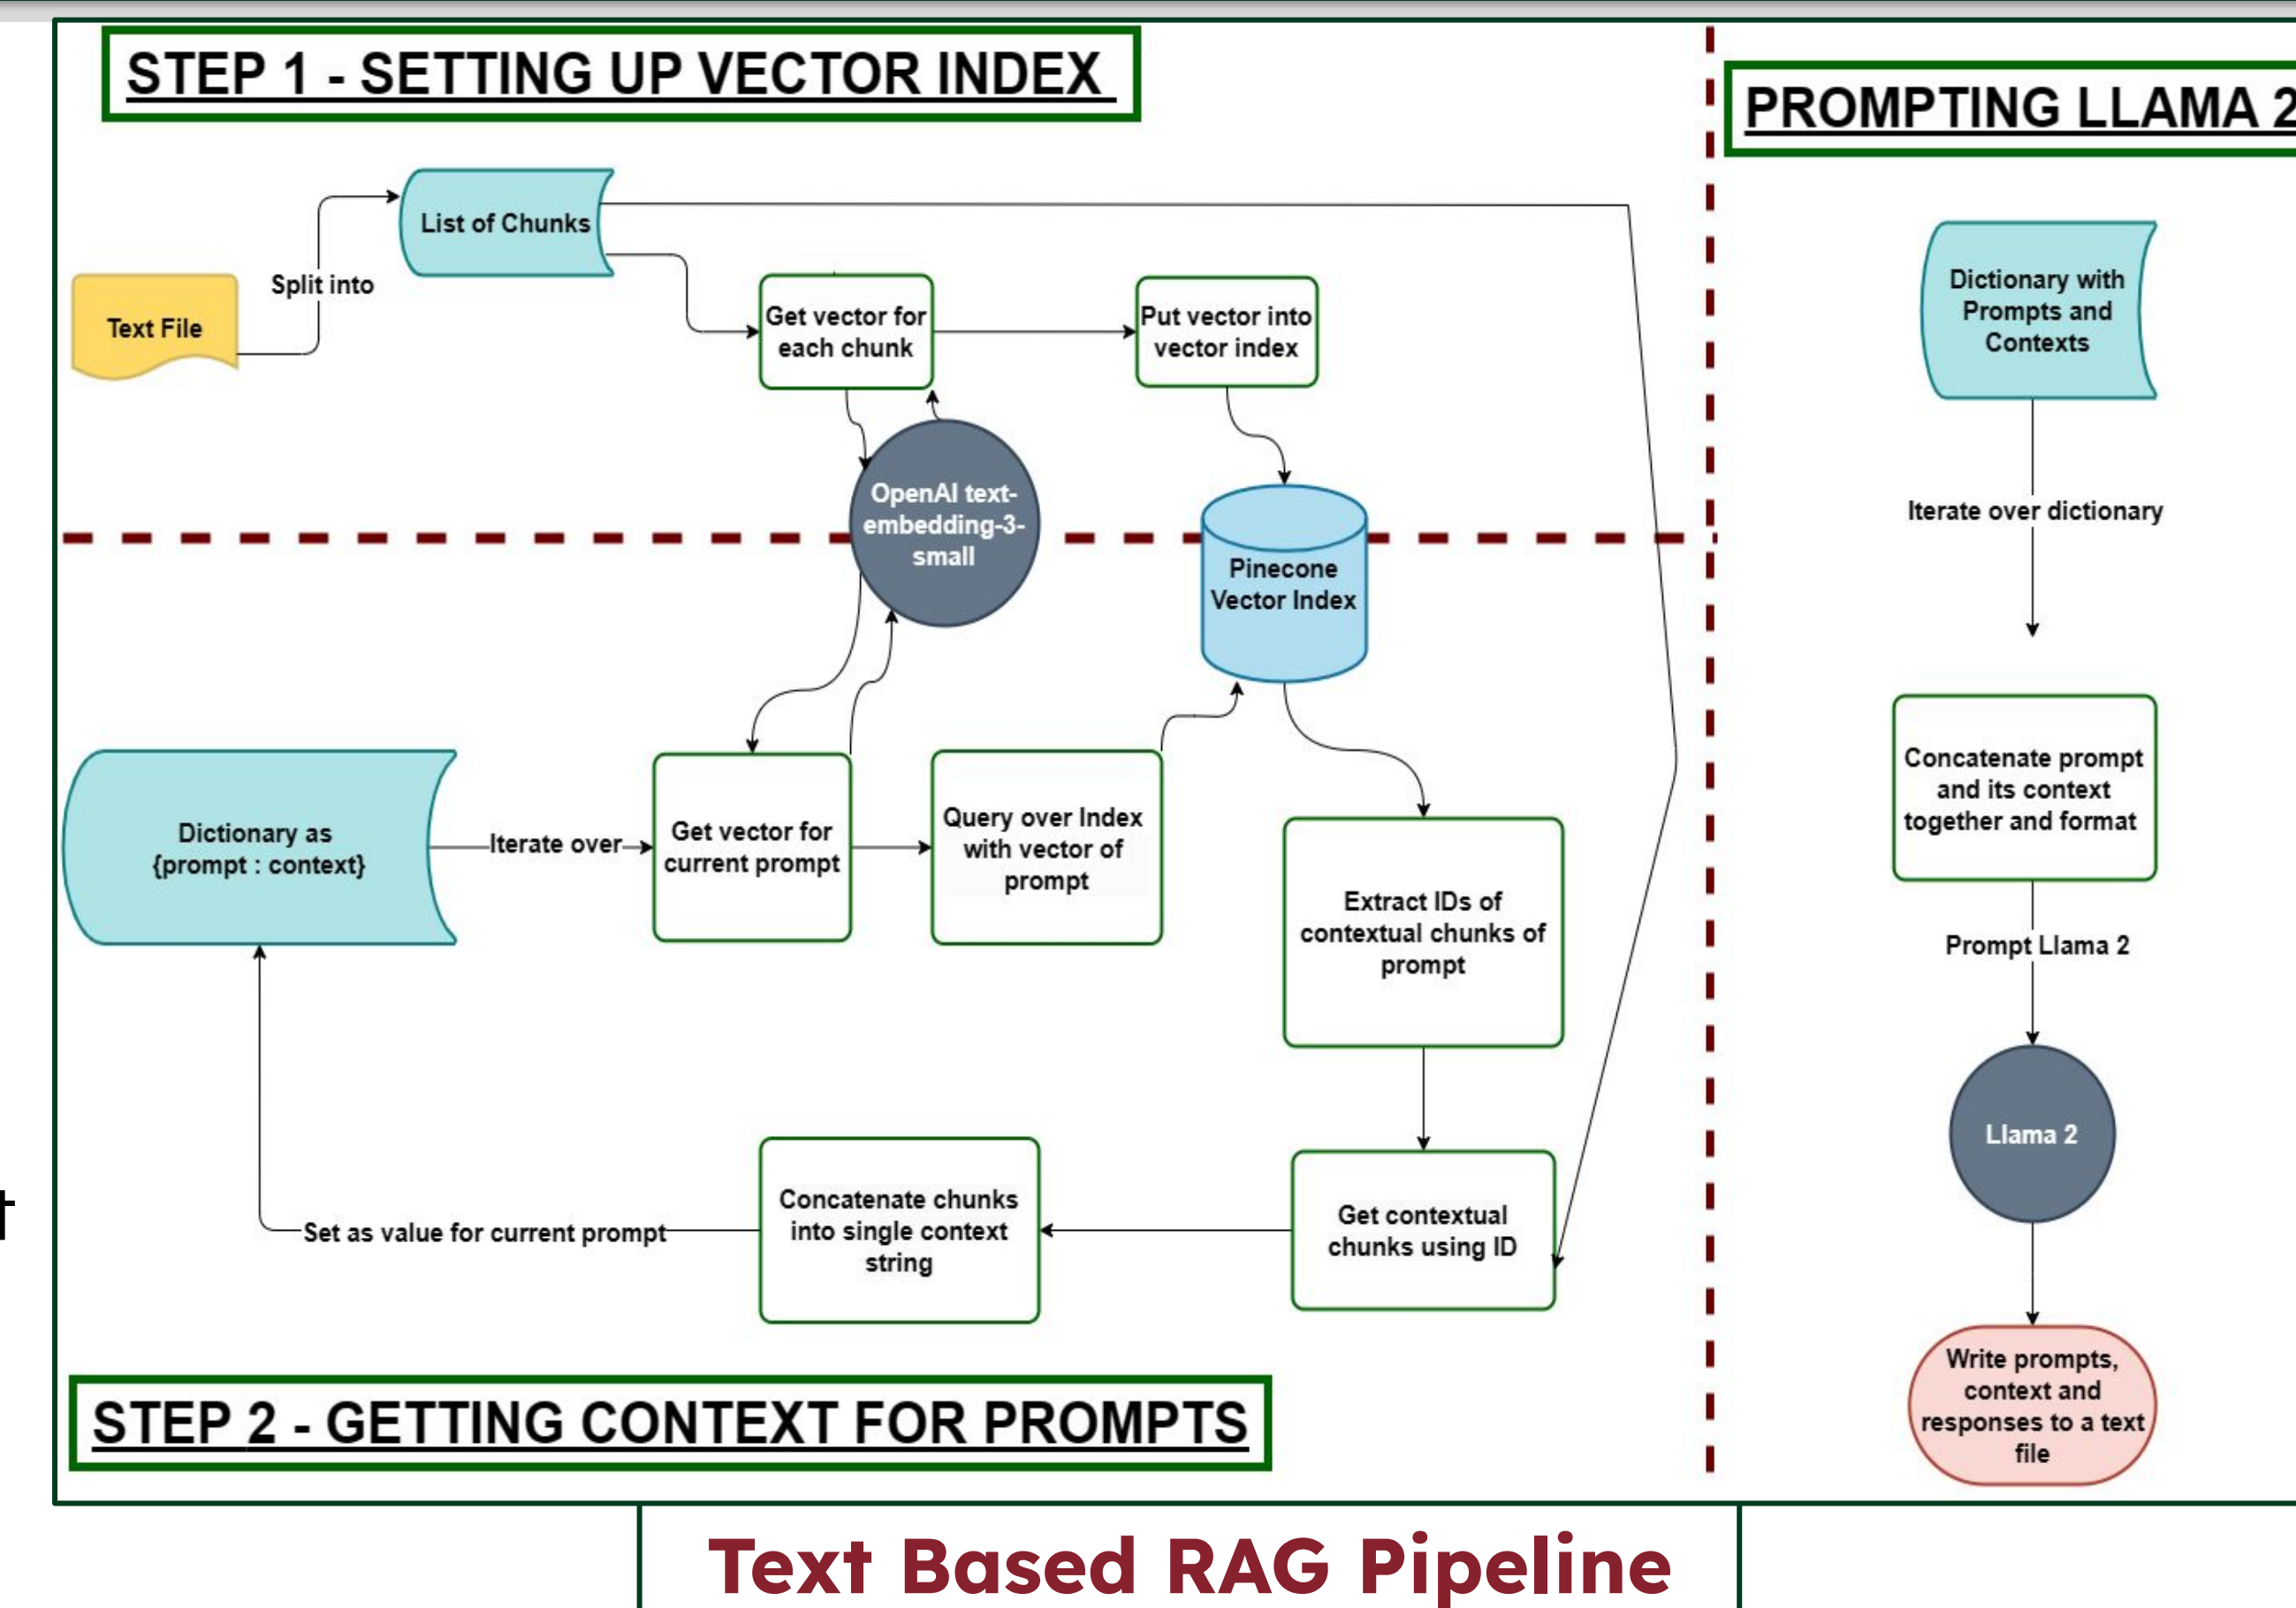 STEP 1 - SETTING UP VECTOR INDEX
List of Chunks
Split into
Text File
Get vector for
each chunk
Put vector into
vector index
OpenAI text-
embedding-3-
small
Pinecone
Vector Index
Dictionary as
{prompt : context}
Iterate over
Get vector for
current prompt
Query over Index
with vector of
prompt
Extract IDs of
contextual chunks of
prompt
Get contextual
chunks using ID
Concatenate chunks
into single context
string
Set as value for current prompt
STEP 2 - GETTING CONTEXT FOR PROMPTS
PROMPTING LLAMA 2
Dictionary with
Prompts and
Contexts
Iterate over dictionary
Concatenate prompt
and its context
together and format
Prompt Llama 2
Llama 2
Write prompts,
context and
responses to a text
file
t
Text Based RAG Pipeline